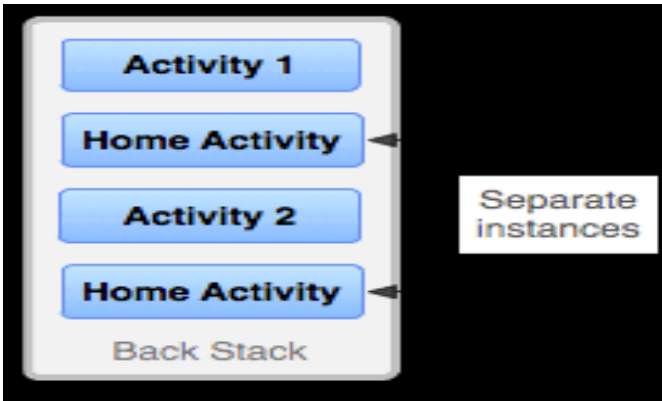 Activity 1
Home Activity
Activity 2
Home Activity
Back Stack
Separate
instances